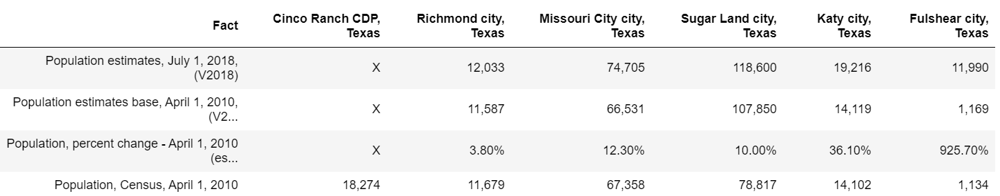 Fact Cinco Ranch CDP, Texas Richmond city, Texas Missouri City city, Texas Sugar Land city, Texas Katy city, Texas Fulshear city, Texas
Population estimates, July 1, 2018, (V2018) X 12,033 74,705 118,600 19,216 11,990
Population estimates base, April 1, 2010, (V2... X 11,587 66,531 107,850 14,119 1,169
Population, percent change - April 1, 2010 (es... X 3.80% 12.30% 10.00% 36.10% 925.70%
Population, Census, April 1, 2010 18,274 11,679 67,358 78,817 14,102 1,134